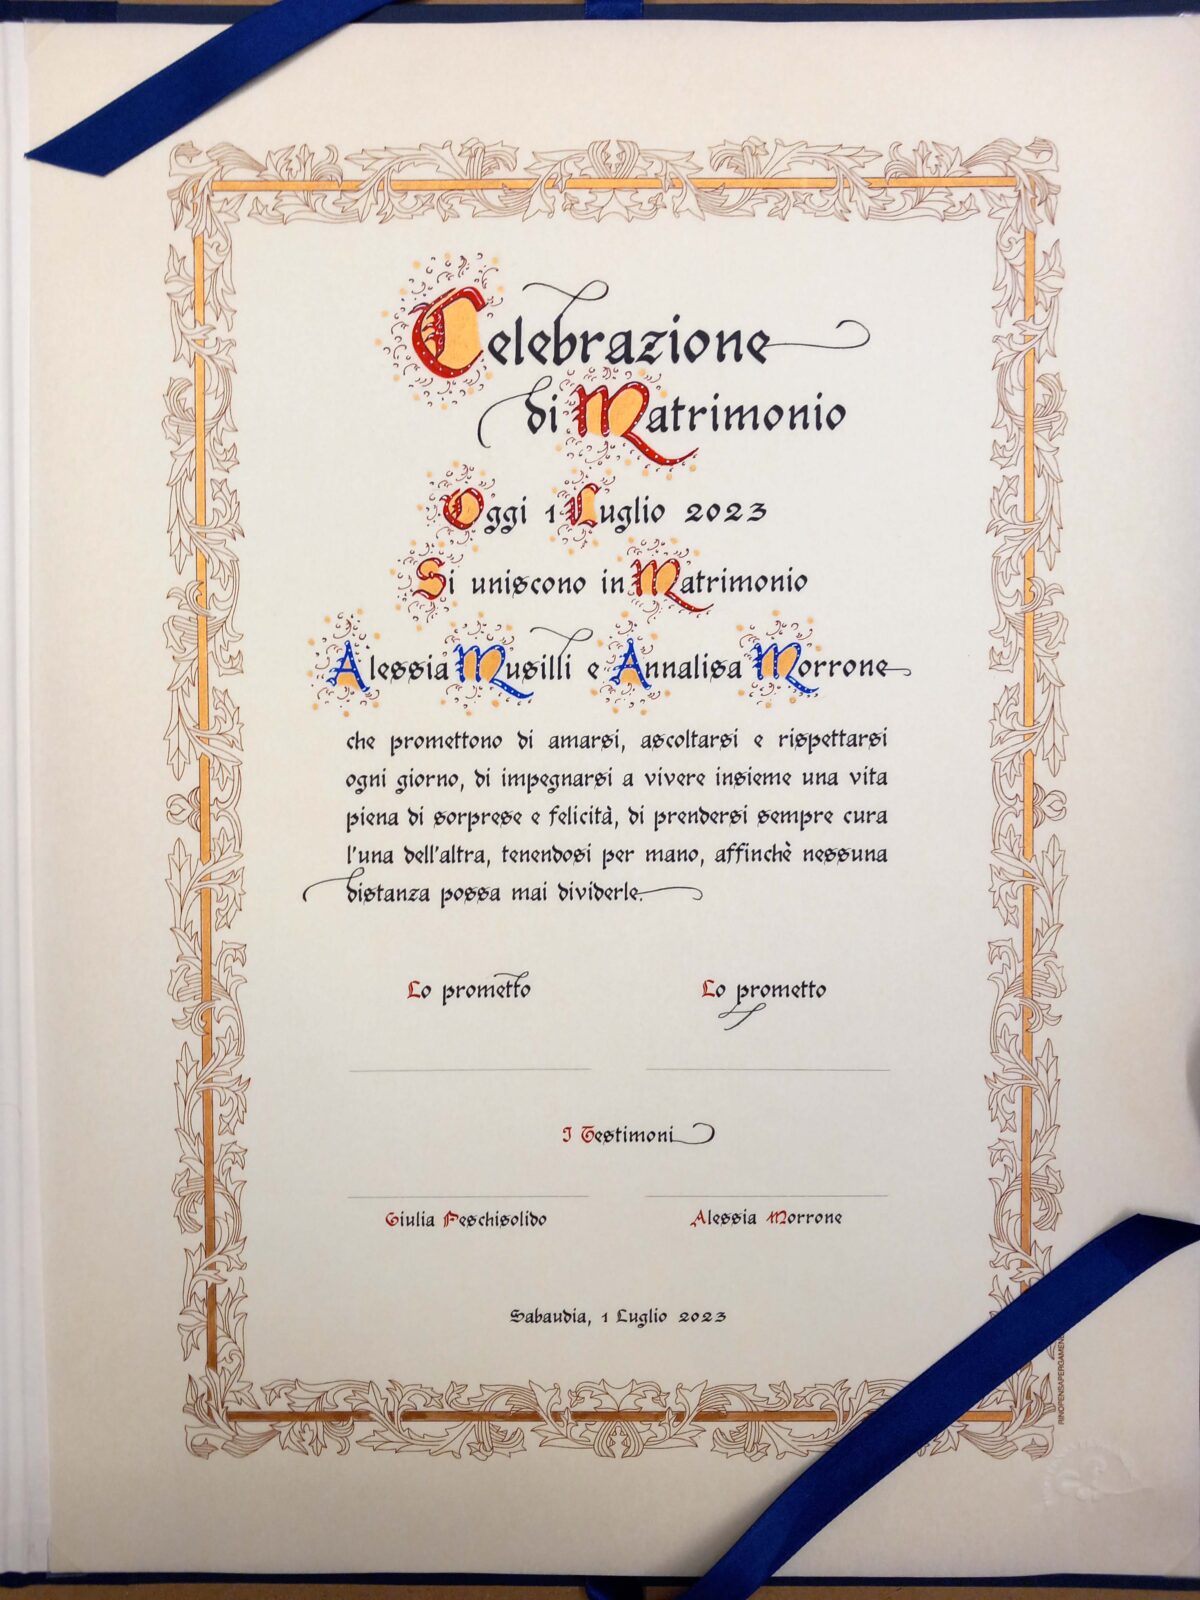 Celebrazione
di Matrimonio
Oggi 1 Luglio 2023
Si uniscono in Matrimonio
Alessia Musilli e Annalisa Morrone
che promettono di amarsi, ascoltarsi e rispettarsi
ogni giorno, di impegnarsi a vivere insieme una vita
piena di sorprese e felicità, di prendersi sempre cura
l'una dell'altra, tenendosi per mano, affinchè nessuna
distanza possa mai dividerle.
Lo prometto Lo prometto
I Testimoni
Giulia Peschisolido Alessia Morrone
Sabaudia, 1 Luglio 2023